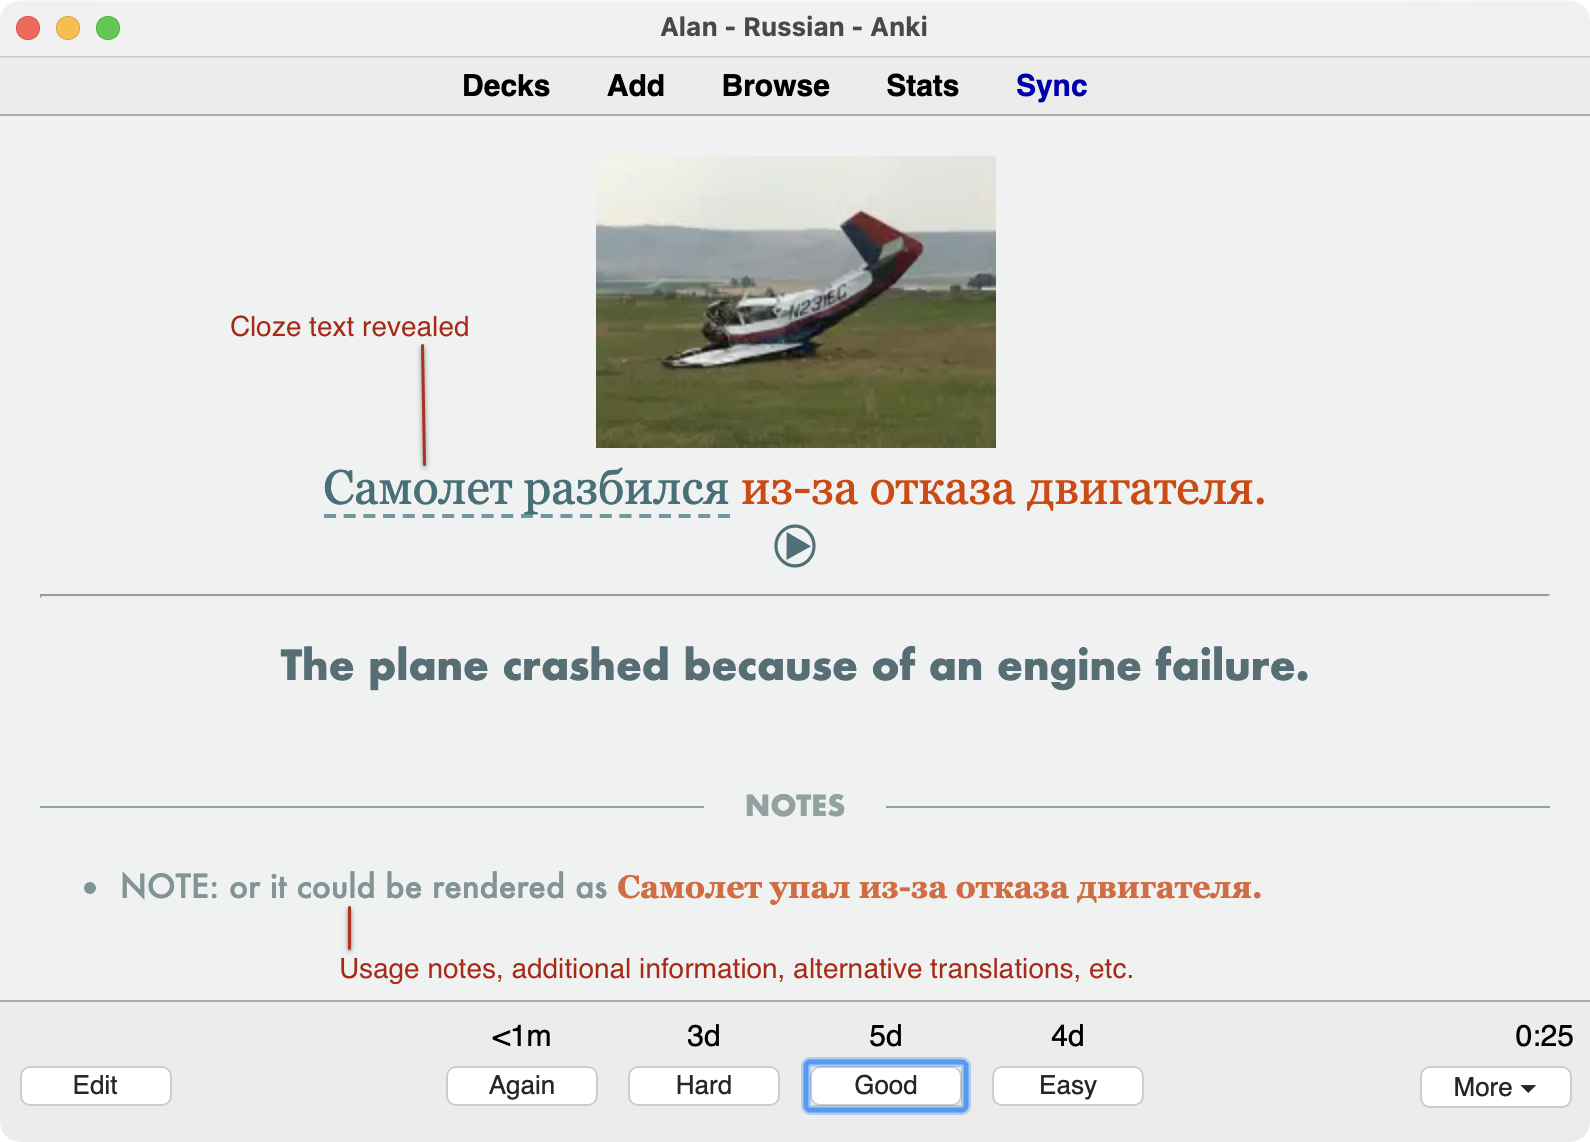 Alan - Russian - Anki
Decks Add Browse Stats Sync
N231EC
Cloze text revealed
Самолет разбился из-за отказа двигателя.
The plane crashed because of an engine failure.
NOTES
• NOTE: or it could be rendered as Самолет упал из-за отказа двигателя.
Usage notes, additional information, alternative translations, etc.
<1m 3d 5d 4d 0:25
Edit Again Hard Good Easy More